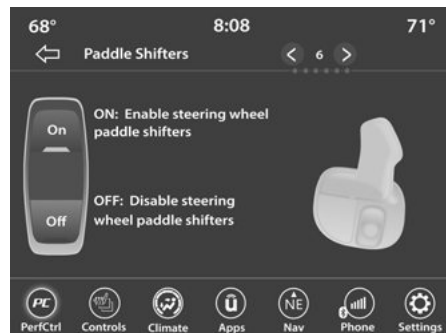 68° 8:08 71°
Paddle Shifters
6
On
ON: Enable steering wheel
paddle shifters
OFF: Disable steering
wheel paddle shifters
Off
PC
û
NE
PerfCtrl Controls Climate Apps Nav Phone Settings